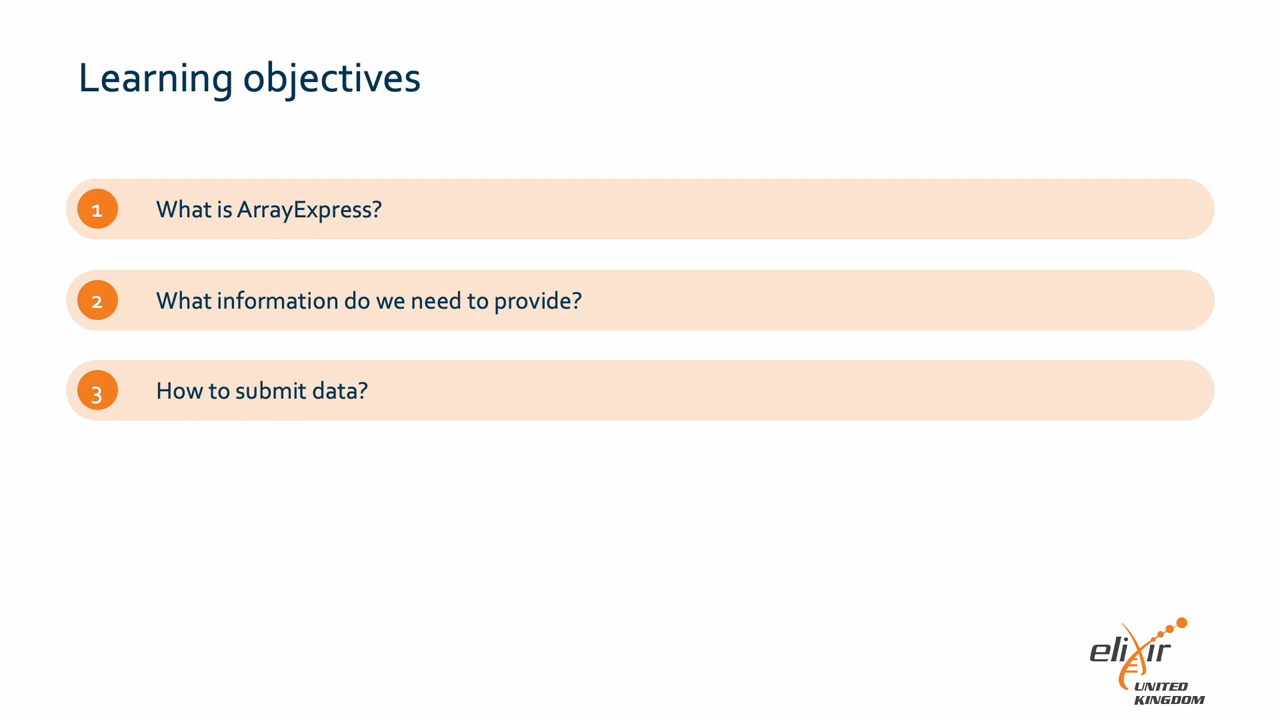 Learning objectives
1 What is ArrayExpress?
2 What information do we need to provide?
3 How to submit data?
elixir
UNITED
KINGDOM